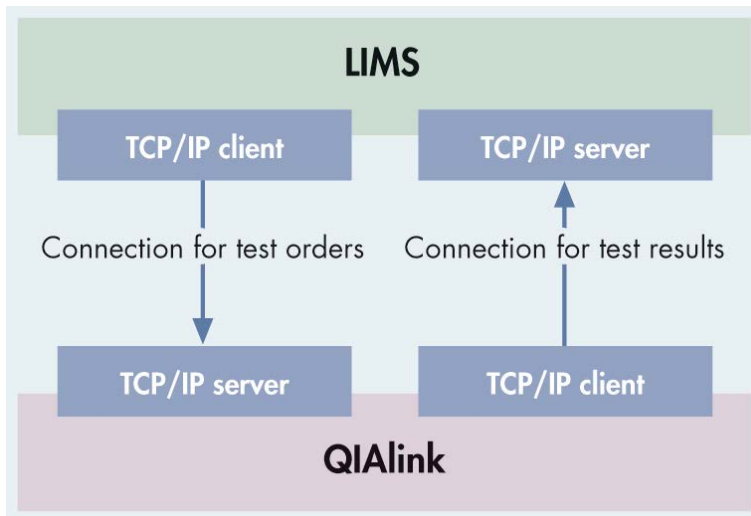 LIMS
TCP/IP client
TCP/IP server
Connection for test orders
Connection for test results
TCP/IP server
TCP/IP client
QIAlink